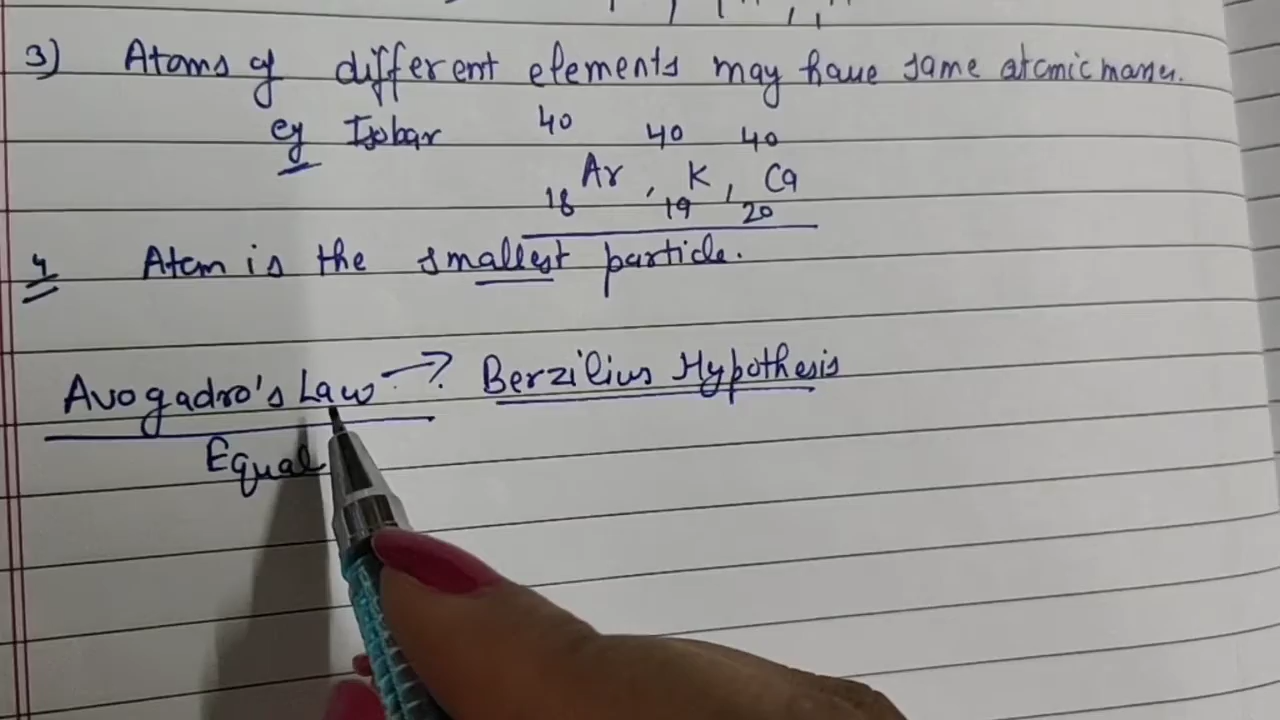 3) Atoms of different elements may have same atomic mases.
eg Isobar 40 40 40
Ar, K, Ca
18 19 20
4 Atom is the smallest particle.
Avogadro's Law → Berzilius Hypothesis
Equal